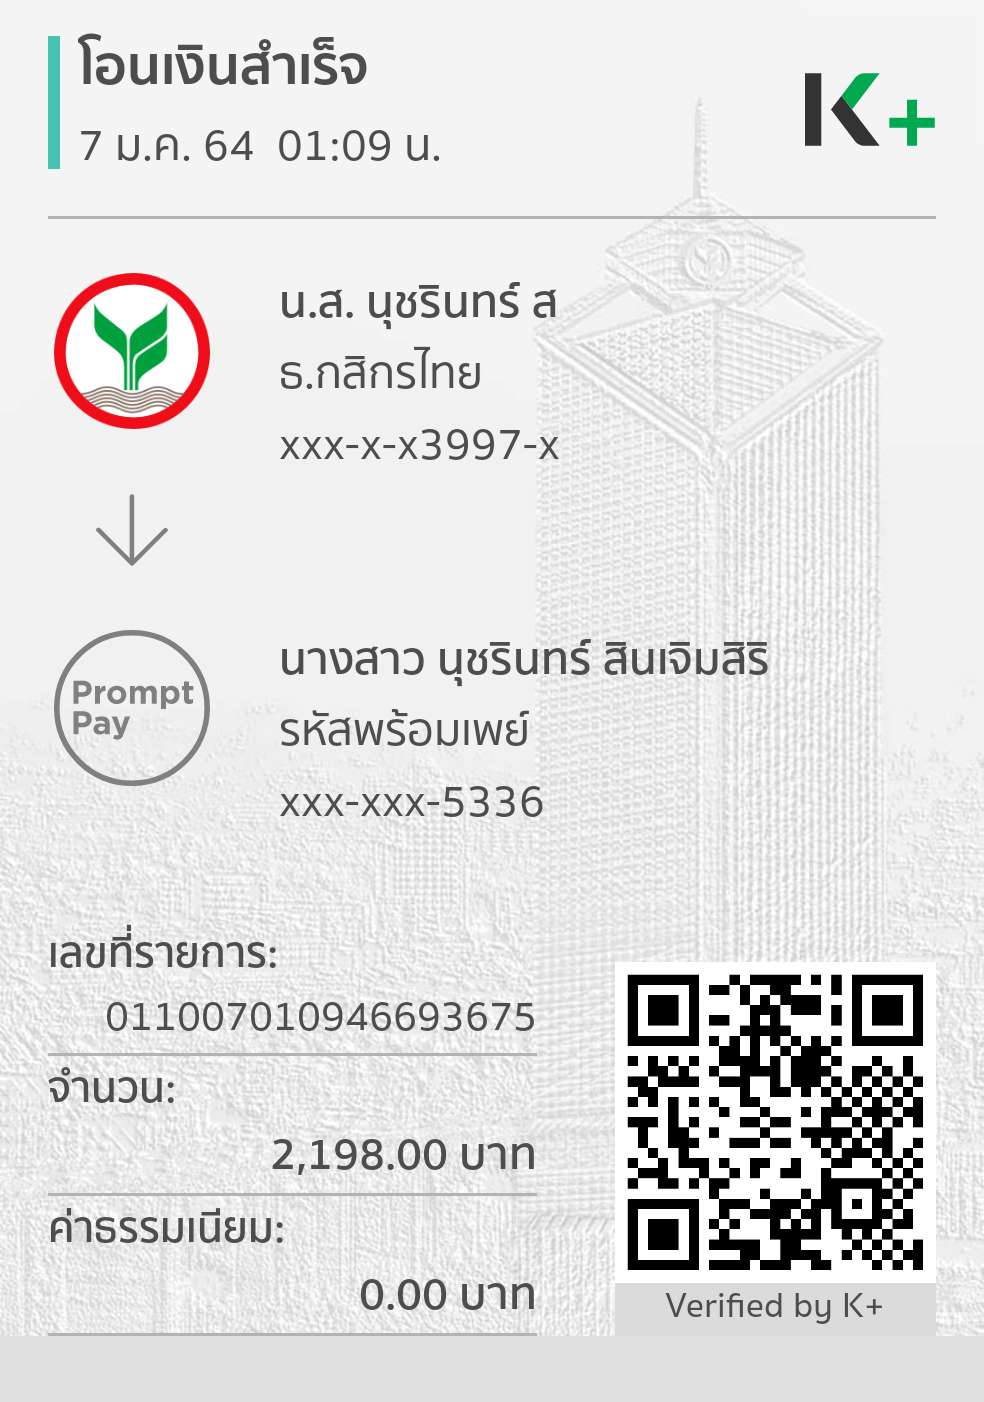 โอนเงินสำเร็จ
7 ม.ค. 64  01:09 น.
K+
น.ส. นุชรินทร์ ส
ธ.กสิกรไทย
xxx-x-x3997-x
Prompt
Pay
นางสาว นุชรินทร์ สินเจิมสิริ
รหัสพร้อมเพย์
xxx-xxx-5336
เลขที่รายการ:
011007010946693675
จำนวน:
2,198.00 บาท
ค่าธรรมเนียม:
0.00 บาท
Verified by K+